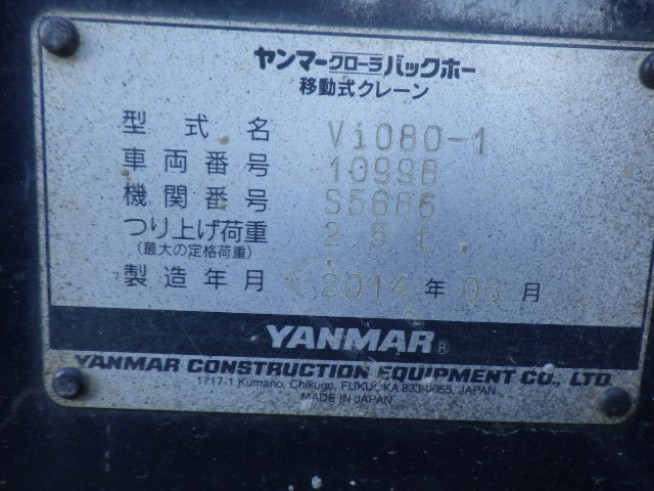 ヤンマークローラバックホー
移動式クレーン
型式名 Vi080-1
車両番号 10998
機関番号 S5686
つり上げ荷重 2.5t
(最大の定格荷重)
製造年月 2014年03月
YANMAR®
YANMAR CONSTRUCTION EQUIPMENT CO., LTD.
1717-1 Kumano, Chikugo, FUKUOKA 833-0055, JAPAN
MADE IN JAPAN